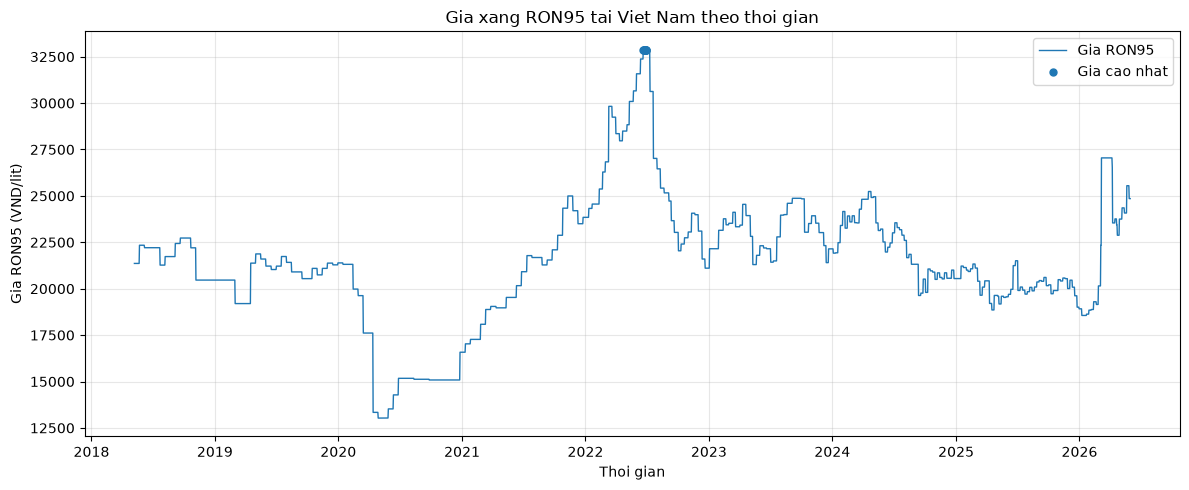 Gia xang RON95 tai Viet Nam theo thoi gian
Gia RON95 (VND/lit)
32500
30000
27500
25000
22500
20000
17500
15000
12500
Gia RON95
Gia cao nhat
2018 2019 2020 2021 2022 2023 2024 2025 2026
Thoi gian